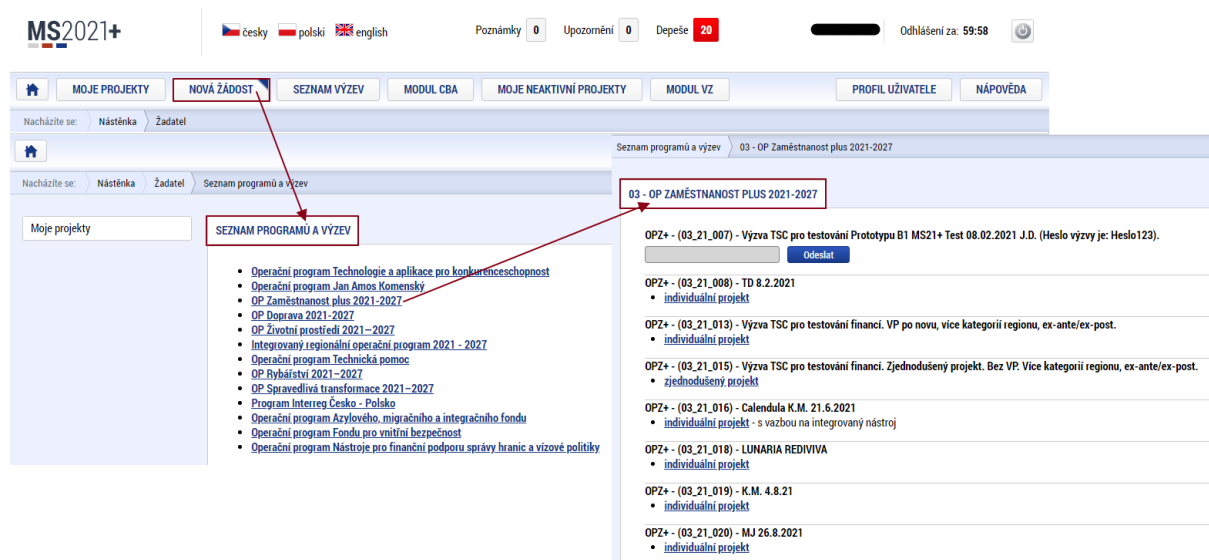 MS2021+
česky polski english
Poznámky 0 Upozornění 0 Depeše 20
Odhlášení za: 59:58
MOJE PROJEKTY NOVÁ ŽÁDOST SEZNAM VÝZEV MODUL CBA MOJE NEAKTIVNÍ PROJEKTY MODUL VZ PROFIL UŽIVATELE NÁPOVĚDA
Nacházíte se: Nástěnka Žadatel
Nacházíte se: Nástěnka Žadatel Seznam programů a výzev
Moje projekty
SEZNAM PROGRAMŮ A VÝZEV
Operační program Technologie a aplikace pro konkurenceschopnost
Operační program Jan Amos Komenský
OP Zaměstnanost plus 2021-2027
OP Doprava 2021-2027
OP Životní prostředí 2021–2027
Integrovaný regionální operační program 2021 - 2027
Operační program Technická pomoc
OP Rybářství 2021–2027
OP Spravedlivá transformace 2021–2027
Program Interreg Česko - Polsko
Operační program Azylového, migračního a integračního fondu
Operační program Fondu pro vnitřní bezpečnost
Operační program Nástroje pro finanční podporu správy hranic a vízové politiky
Seznam programů a výzev 03 - OP Zaměstnanost plus 2021-2027
03 - OP ZAMĚSTNANOST PLUS 2021-2027
OPZ+ - (03_21_007) - Výzva TSC pro testování Prototypu B1 MS21+ Test 08.02.2021 J.D. (Heslo výzvy je: Heslo123).
Odeslat
OPZ+ - (03_21_008) - TD 8.2.2021
individuální projekt
OPZ+ - (03_21_013) - Výzva TSC pro testování financí. VP po novu, více kategorií regionu, ex-ante/ex-post.
individuální projekt
OPZ+ - (03_21_015) - Výzva TSC pro testování financí. Zjednodušený projekt. Bez VP. Více kategorií regionu, ex-ante/ex-post.
zjednodušený projekt
OPZ+ - (03_21_016) - Calendula K.M. 21.6.2021
individuální projekt - s vazbou na integrovaný nástroj
OPZ+ - (03_21_018) - LUNARIA REDIVIVA
individuální projekt
OPZ+ - (03_21_019) - K.M. 4.8.21
individuální projekt
OPZ+ - (03_21_020) - MJ 26.8.2021
individuální projekt